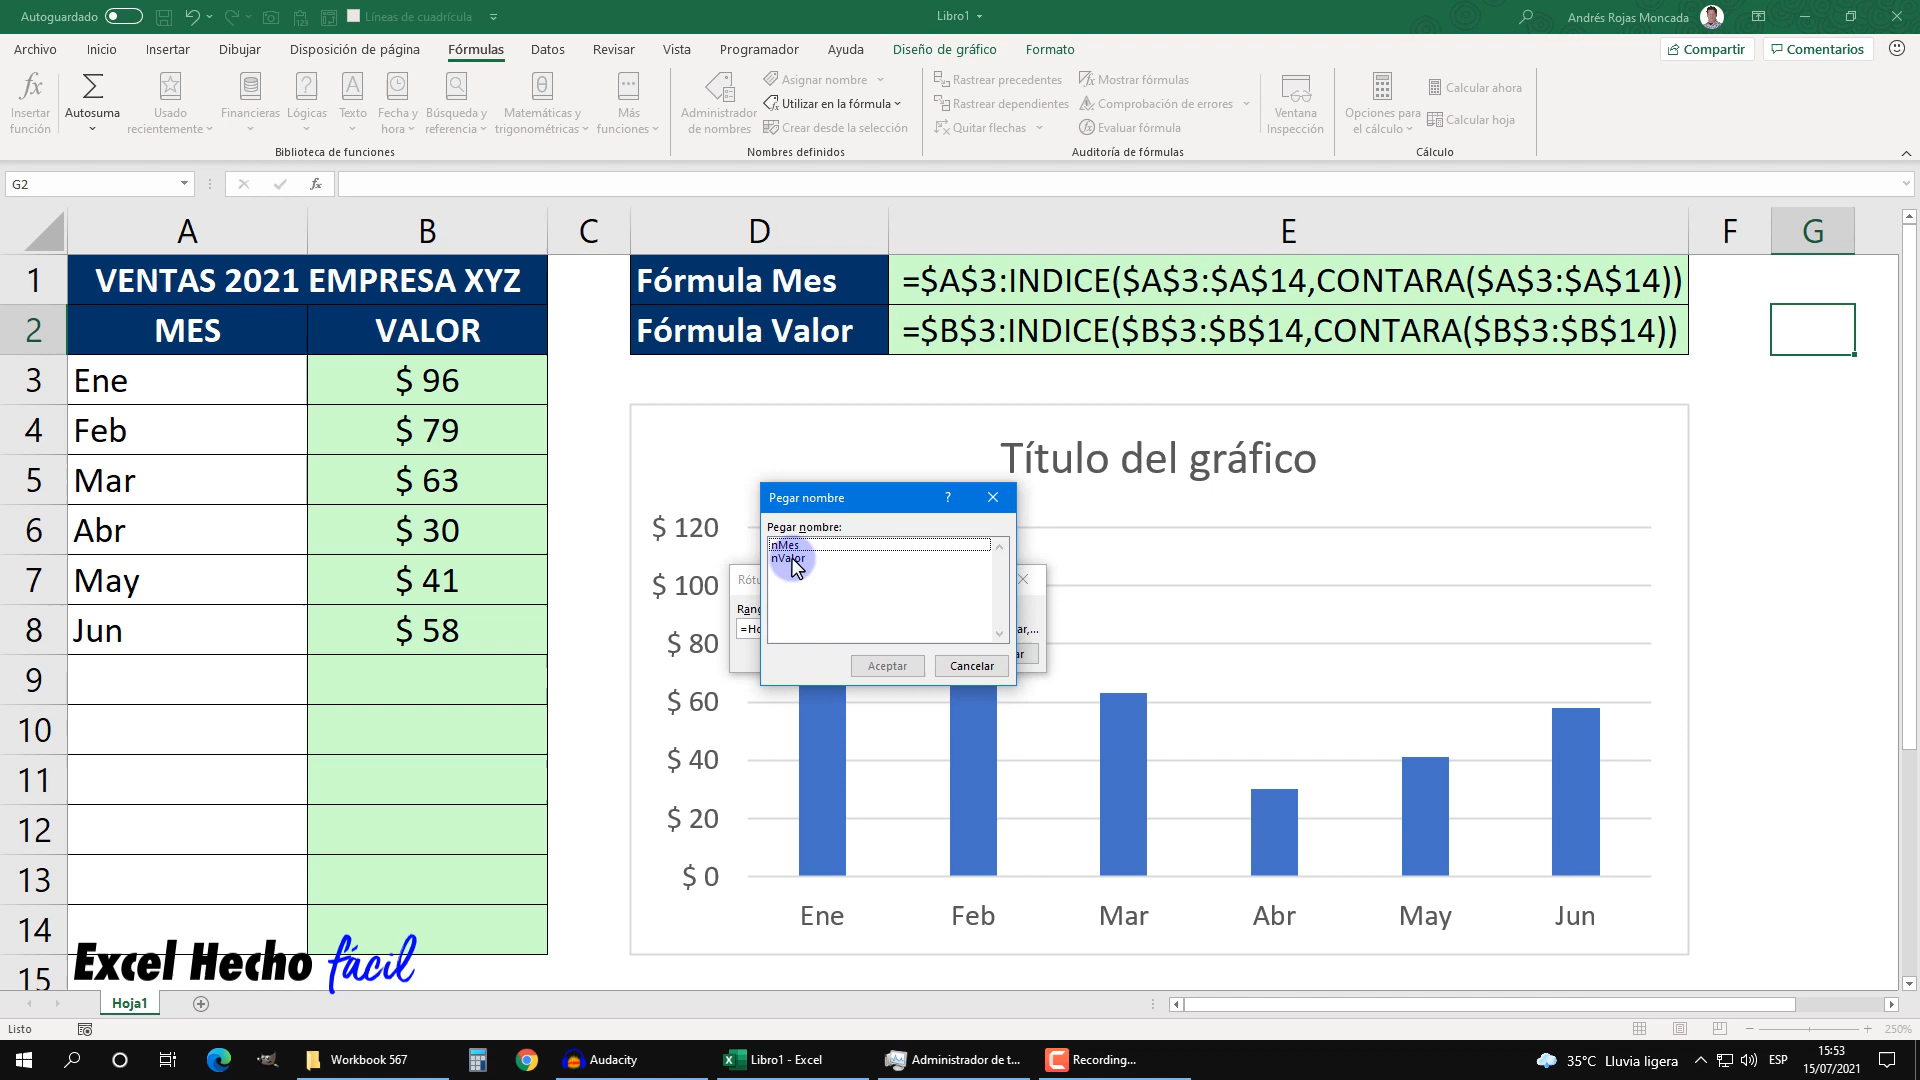 Autoguardado
Líneas de cuadrícula
Libro1
Andrés Rojas Moncada
Archivo Inicio Insertar Dibujar Disposición de página Fórmulas Datos Revisar Vista Programador Ayuda Diseño de gráfico Formato
Compartir Comentarios
Insertar función
Autosuma
Usado recientemente
Financieras
Lógicas
Texto
Fecha y hora
Búsqueda y referencia
Matemáticas y trigonométricas
Más funciones
Biblioteca de funciones
Administrador de nombres
Asignar nombre
Utilizar en la fórmula
Crear desde la selección
Nombres definidos
Rastrear precedentes
Rastrear dependientes
Quitar flechas
Mostrar fórmulas
Comprobación de errores
Evaluar fórmula
Auditoría de fórmulas
Ventana Inspección
Opciones para el cálculo
Calcular ahora
Calcular hoja
Cálculo
G2
fx
A B C D E F G
1 VENTAS 2021 EMPRESA XYZ Fórmula Mes =$A$3:INDICE($A$3:$A$14,CONTARA($A$3:$A$14))
2 MES VALOR Fórmula Valor =$B$3:INDICE($B$3:$B$14,CONTARA($B$3:$B$14))
3 Ene $ 96
4 Feb $ 79
5 Mar $ 63
6 Abr $ 30
7 May $ 41
8 Jun $ 58
9
10
11
12
13
14
15
Título del gráfico
$ 120
$ 100
$ 80
$ 60
$ 40
$ 20
$ 0
Ene Feb Mar Abr May Jun
Pegar nombre ?
Pegar nombre:
nMes
nValor
Aceptar Cancelar
Rótu
Rang
=Ho
ar,...
ar
Excel Hecho fácil
Hoja1
Listo
250%
Workbook 567
Audacity
Libro1 - Excel
Administrador de t...
Recording...
35°C Lluvia ligera
ESP
15:53
15/07/2021